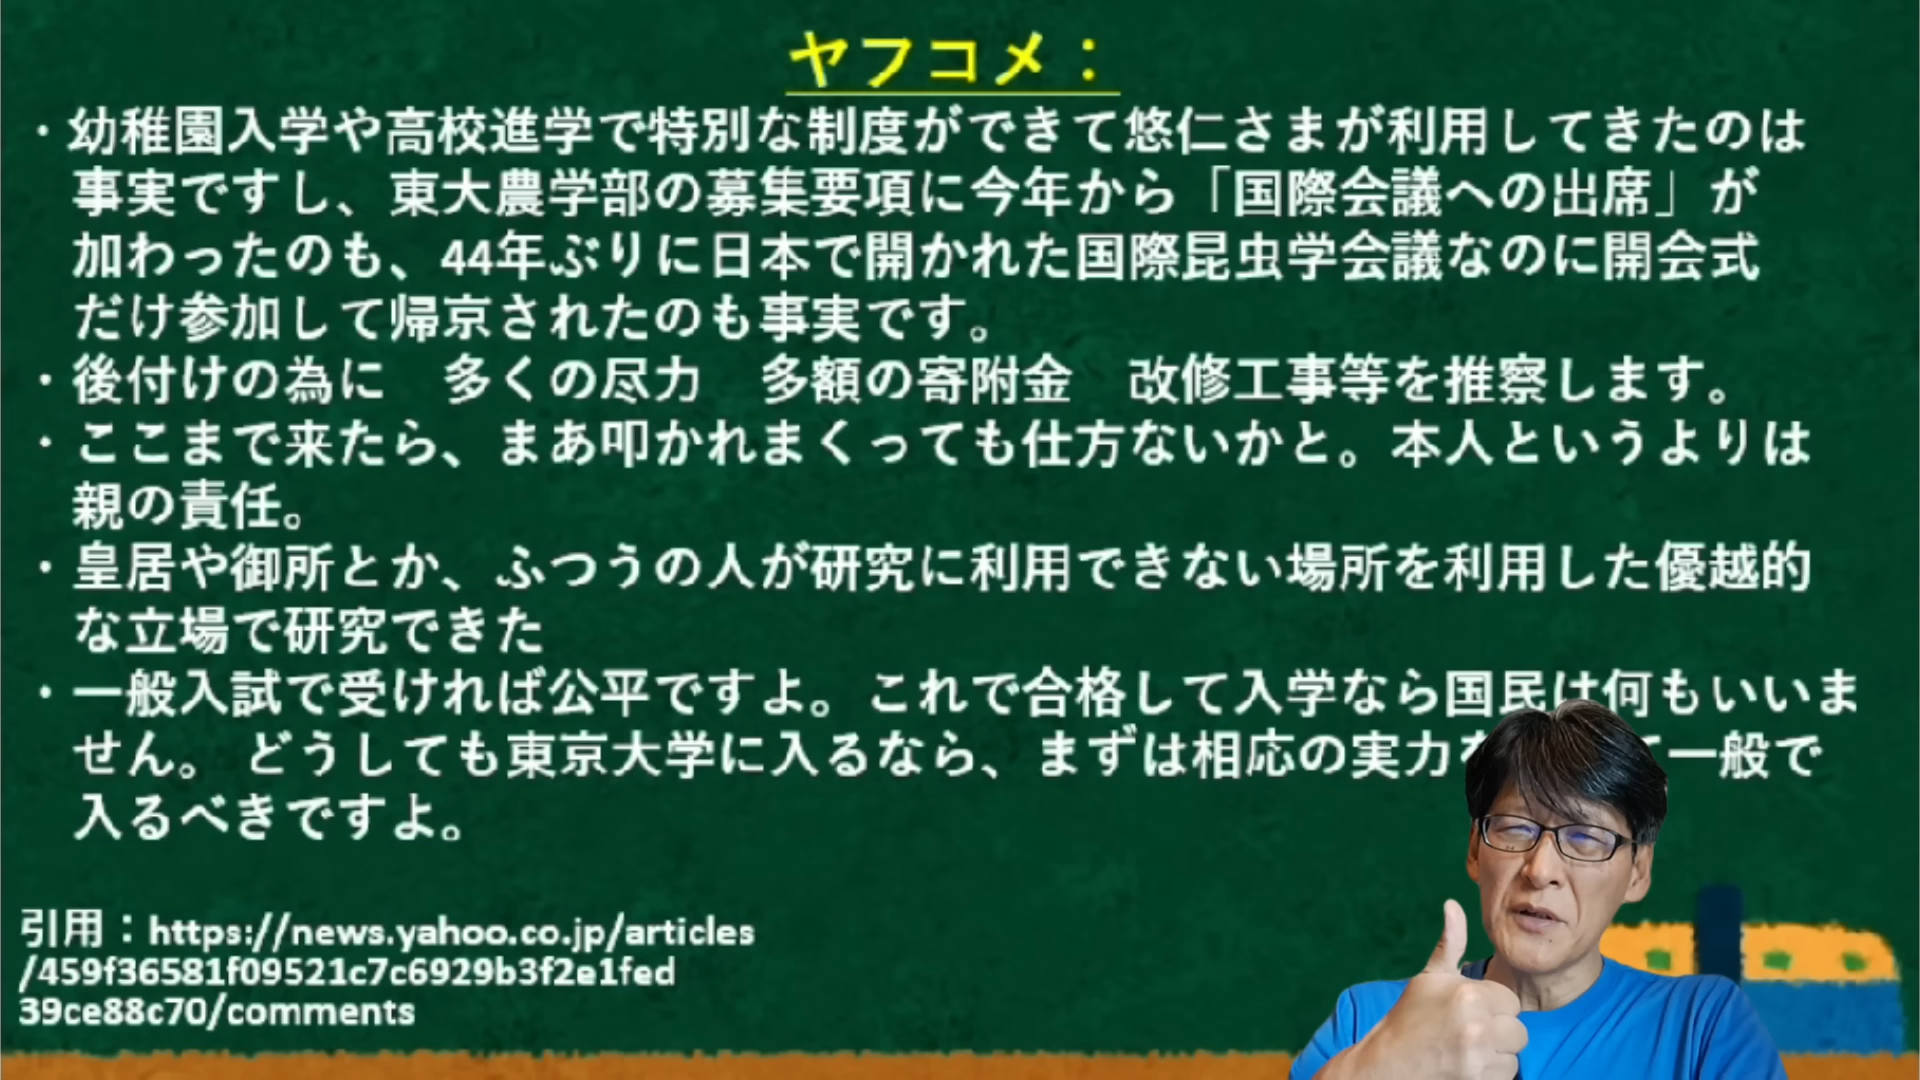 ヤフコメ：
・幼稚園入学や高校進学で特別な制度ができて悠仁さまが利用してきたのは
事実ですし、東大農学部の募集要項に今年から「国際会議への出席」が
加わったのも、44年ぶりに日本で開かれた国際昆虫学会議なのに開会式
だけ参加して帰京されたのも事実です。
・後付けの為に　多くの尽力　多額の寄附金　改修工事等を推察します。
・ここまで来たら、まあ叩かれまくっても仕方ないかと。本人というよりは
親の責任。
・皇居や御所とか、ふつうの人が研究に利用できない場所を利用した優越的
な立場で研究できた
・一般入試で受ければ公平ですよ。これで合格して入学なら国民は何もいいま
せん。 どうしても東京大学に入るなら、まずは相応の実力 一般で
入るべきですよ。
引用：https://news.yahoo.co.jp/articles
/459f36581f09521c7c6929b3f2e1fed
39ce88c70/comments